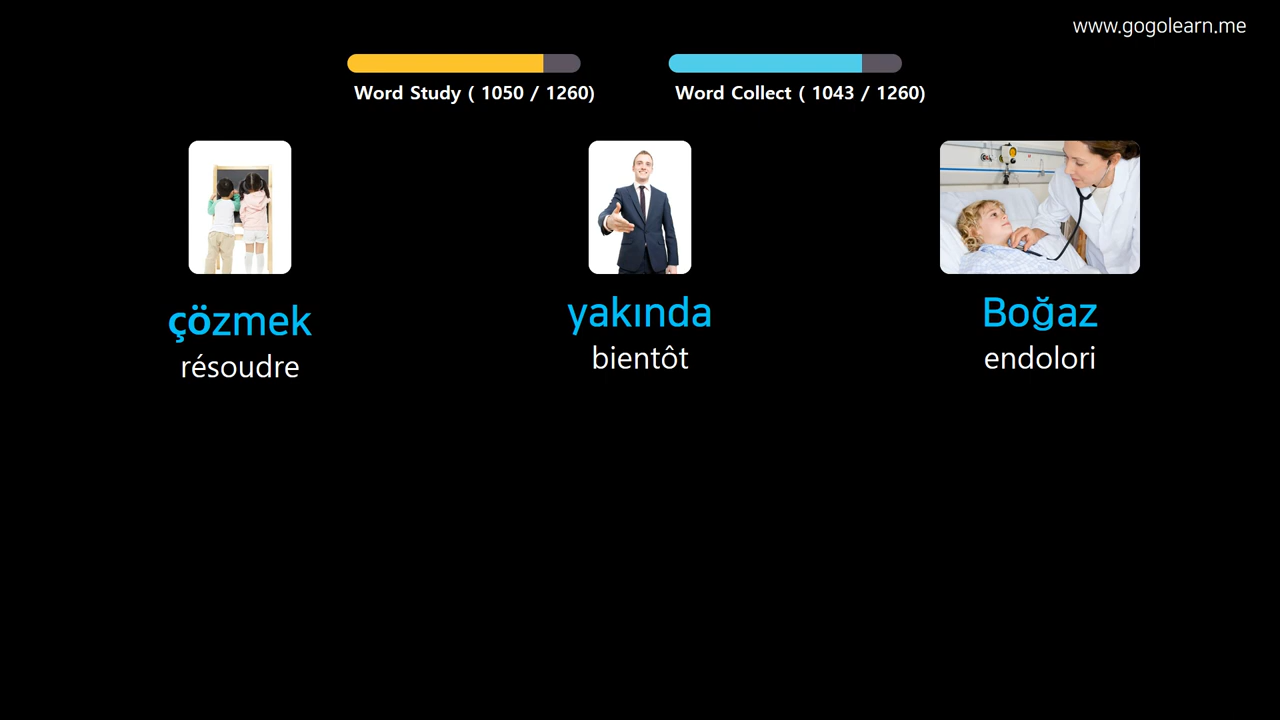 www.gogolearn.me
Word Study ( 1050 / 1260)
Word Collect ( 1043 / 1260)
çözmek
résoudre
yakında
bientôt
Boğaz
endolori